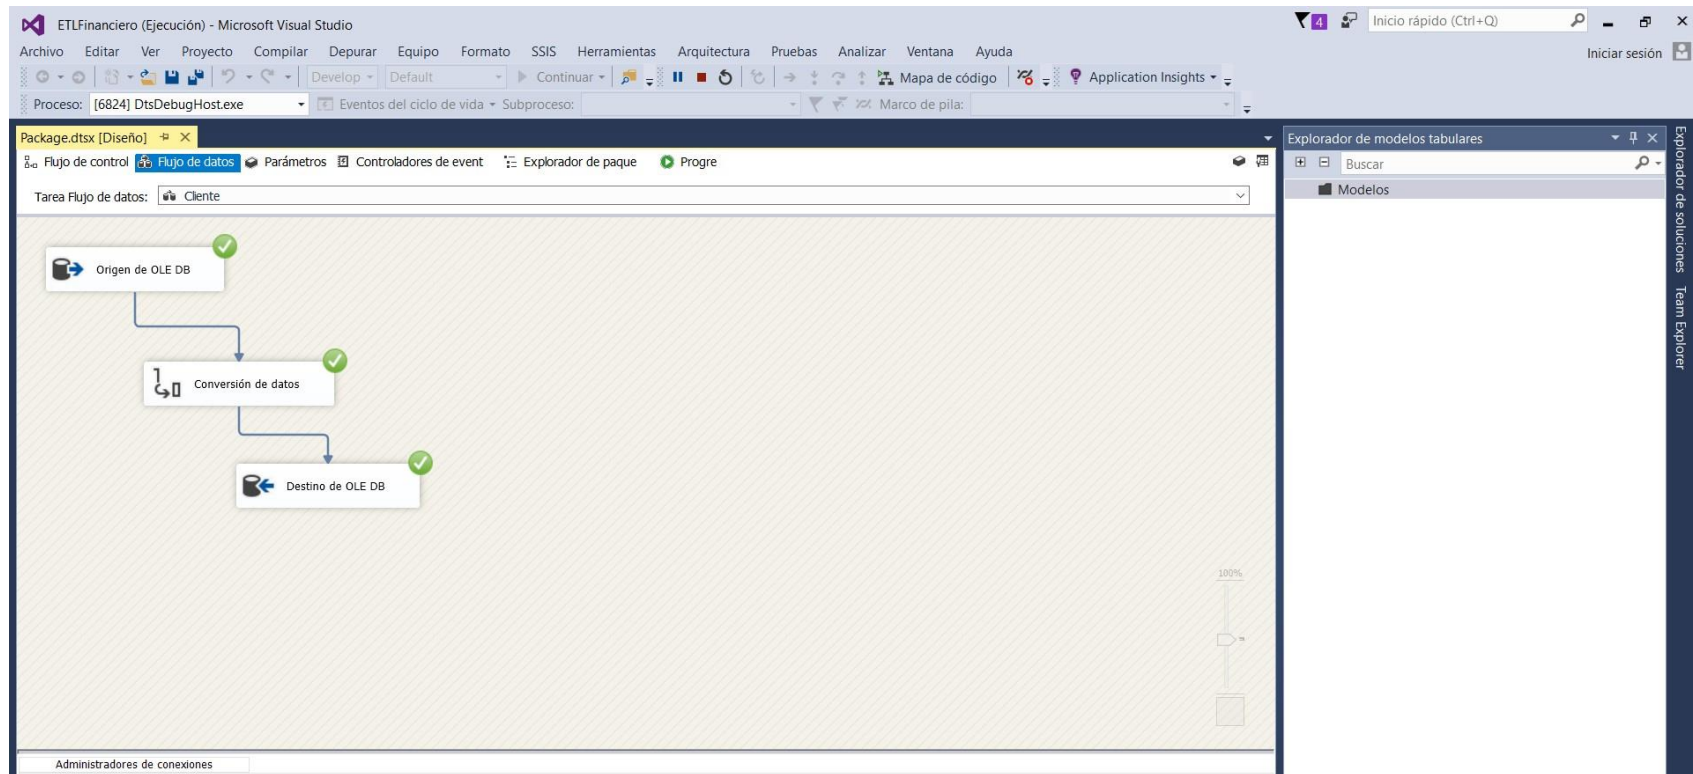 ETLFinanciero (Ejecución) - Microsoft Visual Studio
4
Inicio rápido (Ctrl+Q)
Archivo Editar Ver Proyecto Compilar Depurar Equipo Formato SSIS Herramientas Arquitectura Pruebas Analizar Ventana Ayuda
Iniciar sesión
Develop Default Continuar Mapa de código Application Insights
Proceso: [6824] DtsDebugHost.exe Eventos del ciclo de vida Subproceso: Marco de pila:
Package.dtsx [Diseño]
Flujo de control Flujo de datos Parámetros Controladores de event Explorador de paque Progre
Tarea Flujo de datos: Cliente
Origen de OLE DB
Conversión de datos
Destino de OLE DB
100%
Administradores de conexiones
Explorador de modelos tabulares
Buscar
Modelos
Explorador de soluciones
Team Explorer